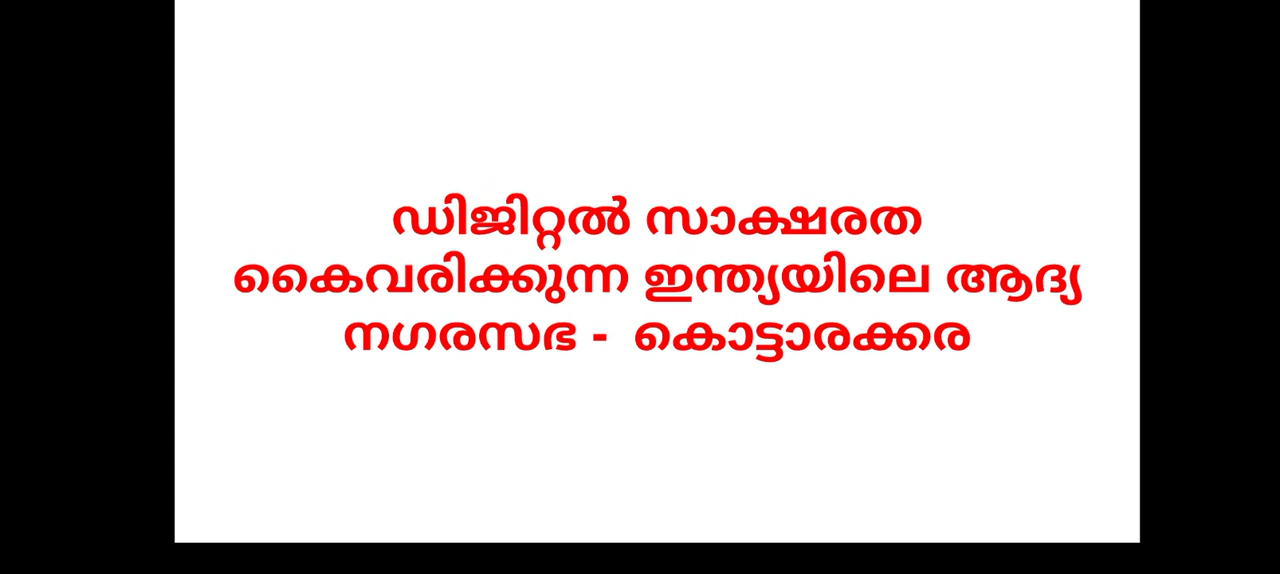 ഡിജിറ്റൽ സാക്ഷരത
കൈവരിക്കുന്ന ഇന്ത്യയിലെ ആദ്യ
നഗരസഭ - കൊട്ടാരക്കര